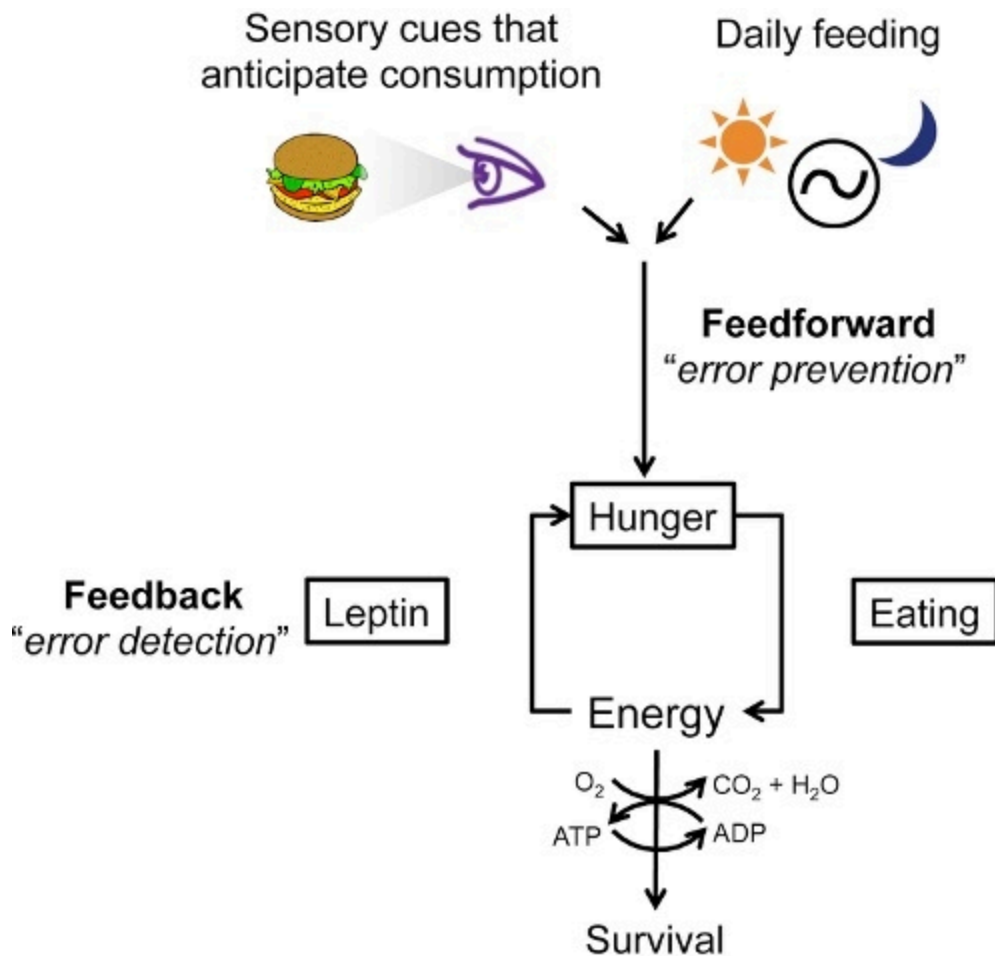 Sensory cues that
anticipate consumption
Daily feeding
Feedforward
“error prevention”
Hunger
Feedback
“error detection”
Leptin
Eating
Energy
O₂
CO₂ + H₂O
ATP
ADP
Survival